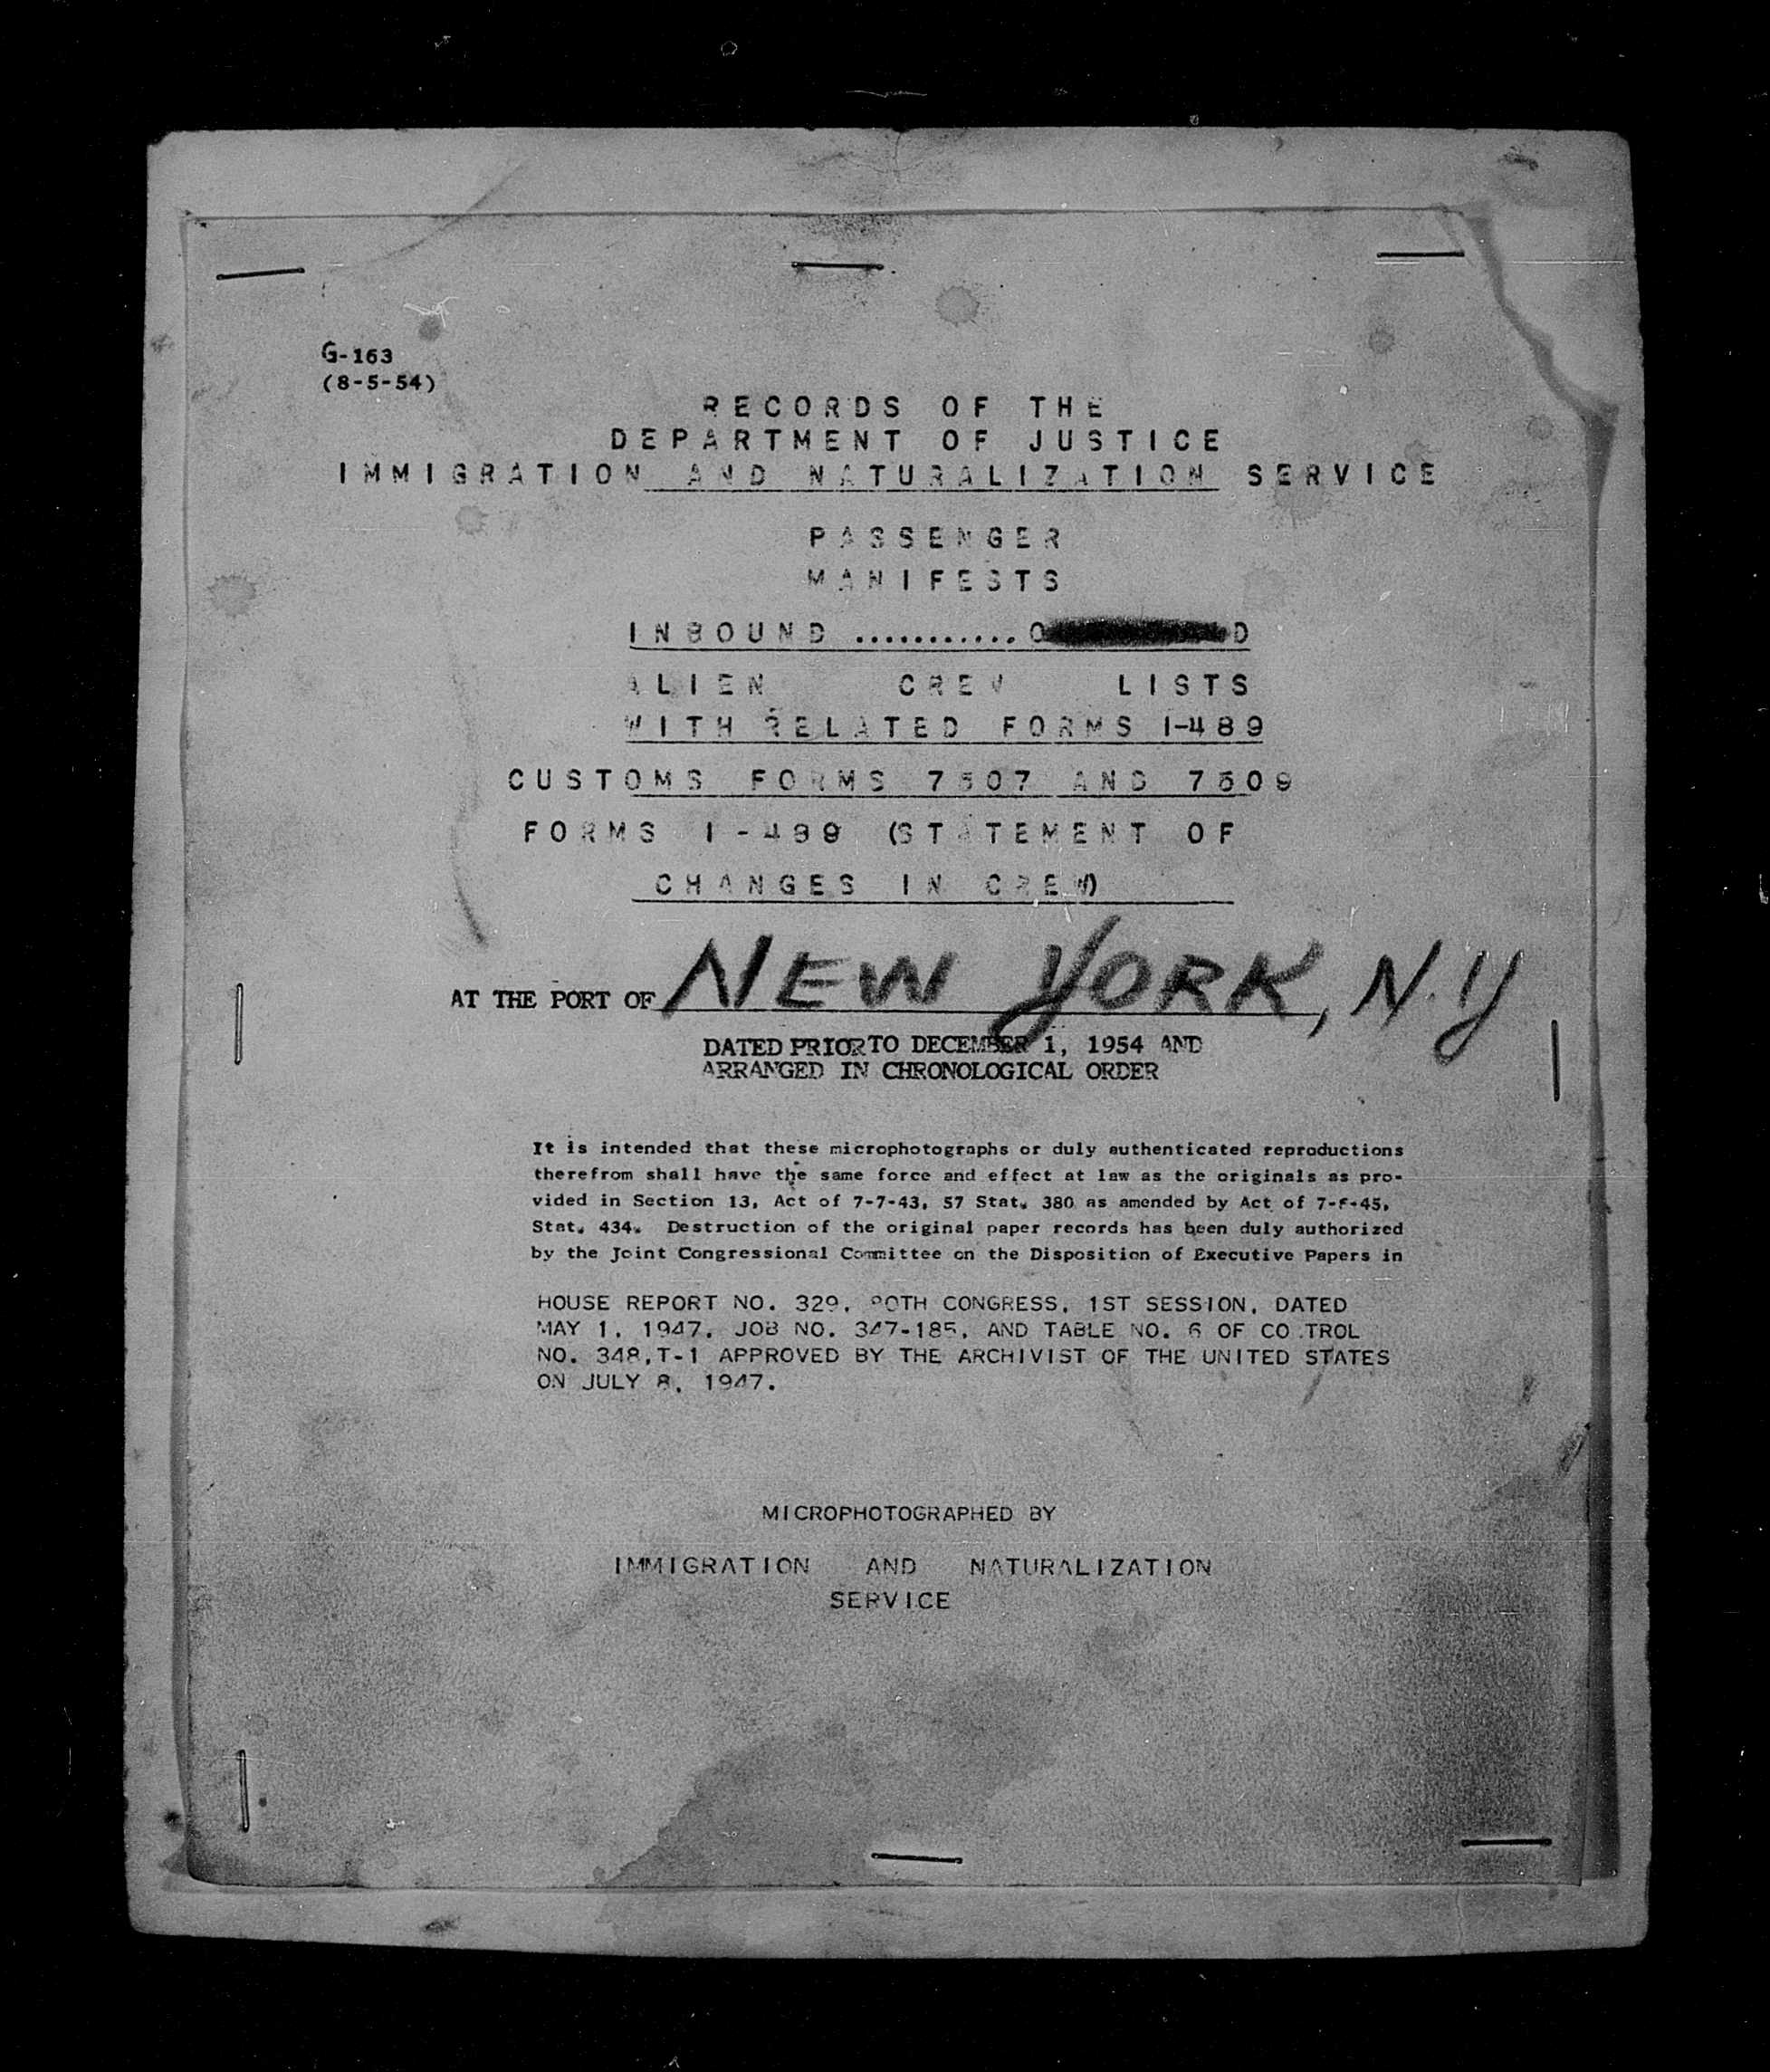 G-163
(8-5-54)
RECORDS OF THE
DEPARTMENT OF JUSTICE
IMMIGRATION AND NATURALIZATION SERVICE
PASSENGER
MANIFESTS
INBOUND ...........O D
ALIEN CREW LISTS
WITH RELATED FORMS I-489
CUSTOMS FORMS 7507 AND 7509
FORMS I-489 (STATEMENT OF
CHANGES IN CREW)
AT THE PORT OF NEW YORK, N.Y
DATED PRIOR TO DECEMBER 1, 1954 AND
ARRANGED IN CHRONOLOGICAL ORDER
It is intended that these microphotographs or duly authenticated reproductions
therefrom shall have the same force and effect at law as the originals as pro-
vided in Section 13, Act of 7-7-43, 57 Stat. 380 as amended by Act of
Stat. 434. Destruction of the original paper records has been duly authorized
by the Joint Congressional Committee on the Disposition of Executive Papers in
HOUSE REPORT NO. 329, 80TH CONGRESS, 1ST SESSION, DATED
MAY 1, 1947, JOB NO. 347-185, AND TABLE NO. 6 OF CO TROL
NO. 348,T-1 APPROVED BY THE ARCHIVIST OF THE UNITED STATES
ON JULY 8, 1947.
MICROPHOTOGRAPHED BY
IMMIGRATION AND NATURALIZATION
SERVICE